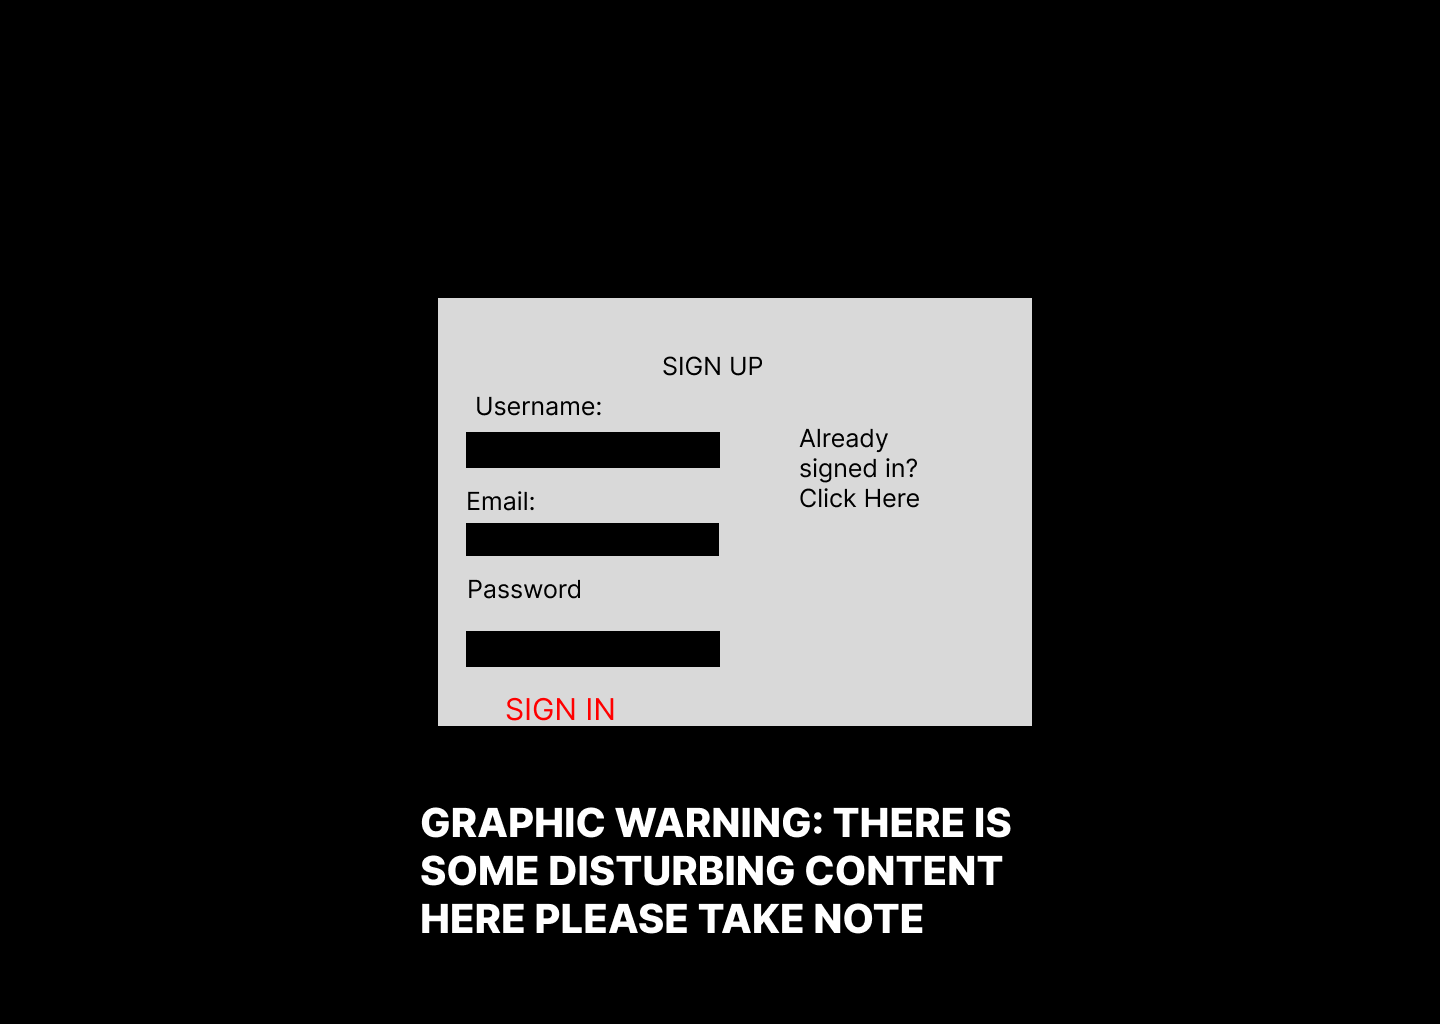 SIGN UP
Username:
Already
signed in?
Click Here
Email:
Password
SIGN IN
GRAPHIC WARNING: THERE IS
SOME DISTURBING CONTENT
HERE PLEASE TAKE NOTE